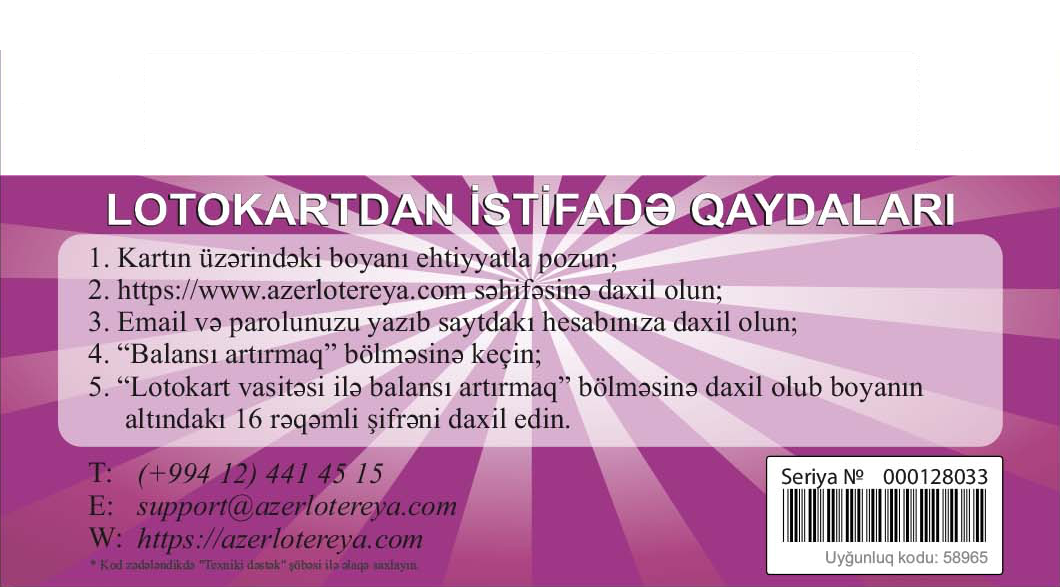 LOTOKARTDAN İSTİFADƏ QAYDALARI
1. Kartın üzərindəki boyanı ehtiyyatla pozun;
2. https://www.azerlotereya.com səhifəsinə daxil olun;
3. Email və parolunuzu yazıb saytdakı hesabınıza daxil olun;
4. “Balansı artırmaq” bölməsinə keçin;
5. “Lotokart vasitəsi ilə balansı artırmaq” bölməsinə daxil olub boyanın
altındakı 16 rəqəmli şifrəni daxil edin.
T: (+994 12) 441 45 15
E: support@azerlotereya.com
W: https://azerlotereya.com
* Kod zədələndikdə "Texniki dəstək" şöbəsi ilə əlaqə saxlayın.
Seriya № 000128033
Uyğunluq kodu: 58965